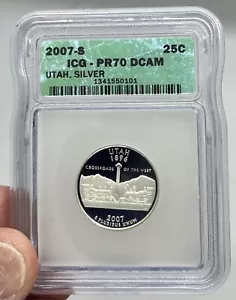 2007-S 25C
ICG - PR70 DCAM
UTAH, SILVER
1341550101
UTAH
1896
CROSSROADS OF THE WEST
2007
E PLURIBUS UNUM